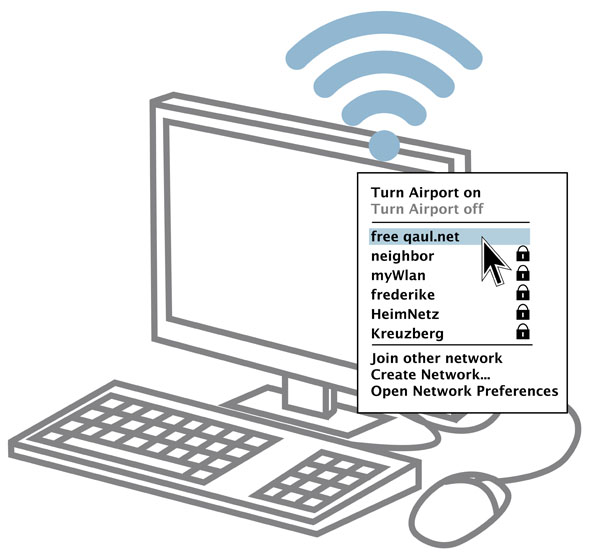 Turn Airport on
Turn Airport off
free qaul.net
neighbor
myWlan
frederike
HeimNetz
Kreuzberg
Join other network
Create Network...
Open Network Preferences